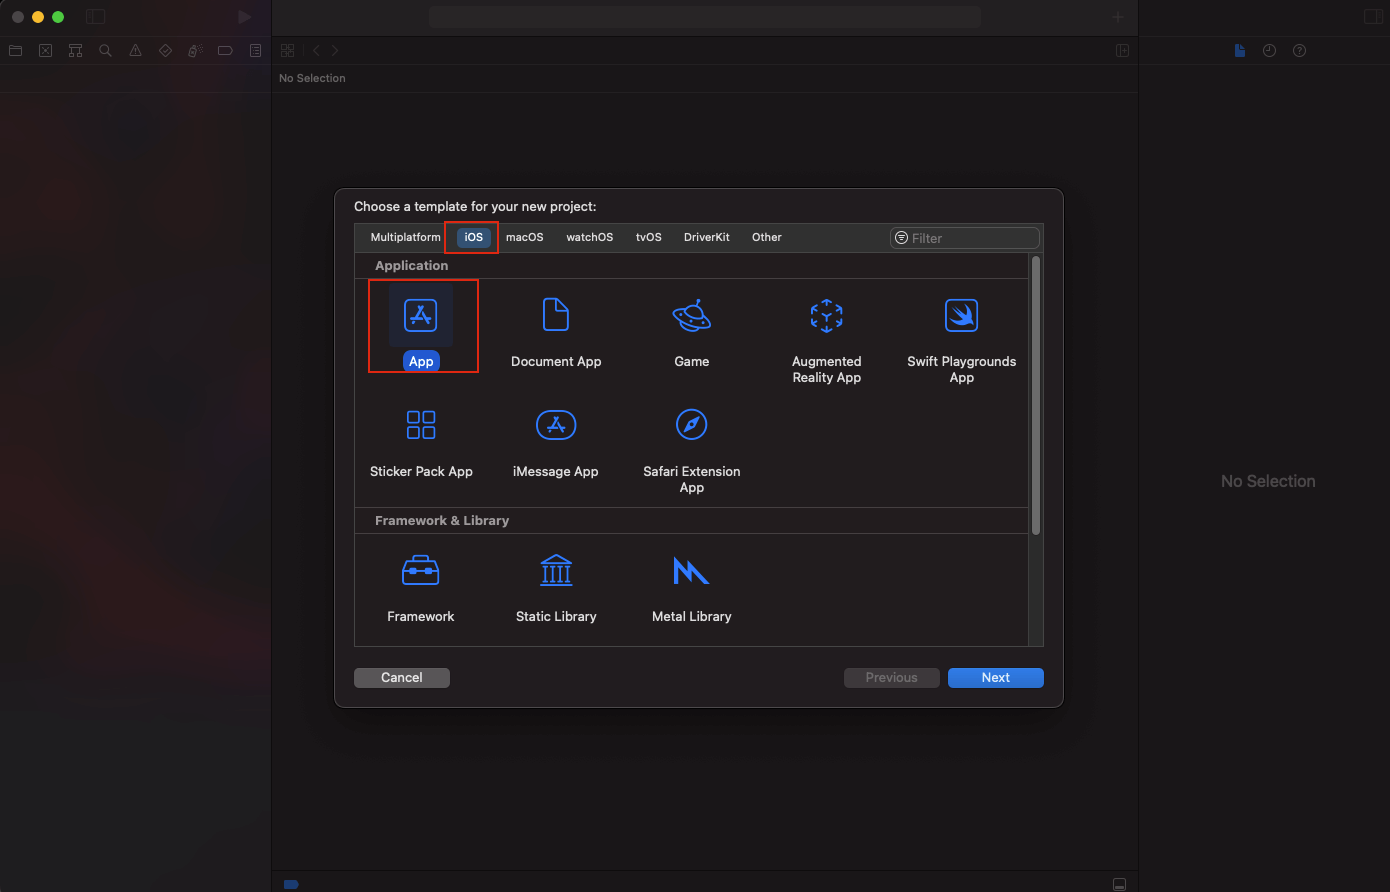 No Selection
Choose a template for your new project:
Multiplatform iOS macOS watchOS tvOS DriverKit Other Filter
Application
App Document App Game Augmented Reality App Swift Playgrounds App
Sticker Pack App iMessage App Safari Extension App
Framework & Library
Framework Static Library Metal Library
Cancel Previous Next
No Selection